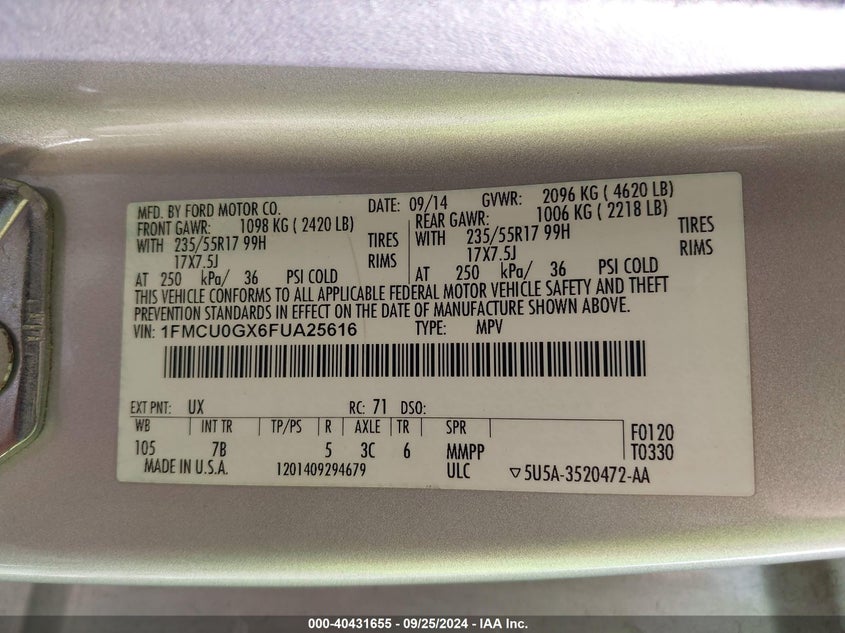 MFD. BY FORD MOTOR CO. DATE: 09/14 GVWR: 2096 KG ( 4620 LB)
FRONT GAWR: 1098 KG ( 2420 LB) REAR GAWR: 1006 KG ( 2218 LB)
WITH 235/55R17 99H TIRES WITH 235/55R17 99H TIRES
17X7.5J RIMS 17X7.5J RIMS
AT 250 kPa/ 36 PSI COLD AT 250 kPa/ 36 PSI COLD
THIS VEHICLE CONFORMS TO ALL APPLICABLE FEDERAL MOTOR VEHICLE SAFETY AND THEFT
PREVENTION STANDARDS IN EFFECT ON THE DATE OF MANUFACTURE SHOWN ABOVE.
VIN: 1FMCU0GX6FUA25616 TYPE: MPV
EXT PNT: UX RC: 71 DSO:
WB INT TR TP/PS R AXLE TR SPR F0120
105 7B 5 3C 6 MMPP T0330
MADE IN U.S.A. 1201409294679 ULC ▽5U5A-3520472-AA
000-40431655 - 09/25/2024 - IAA Inc.